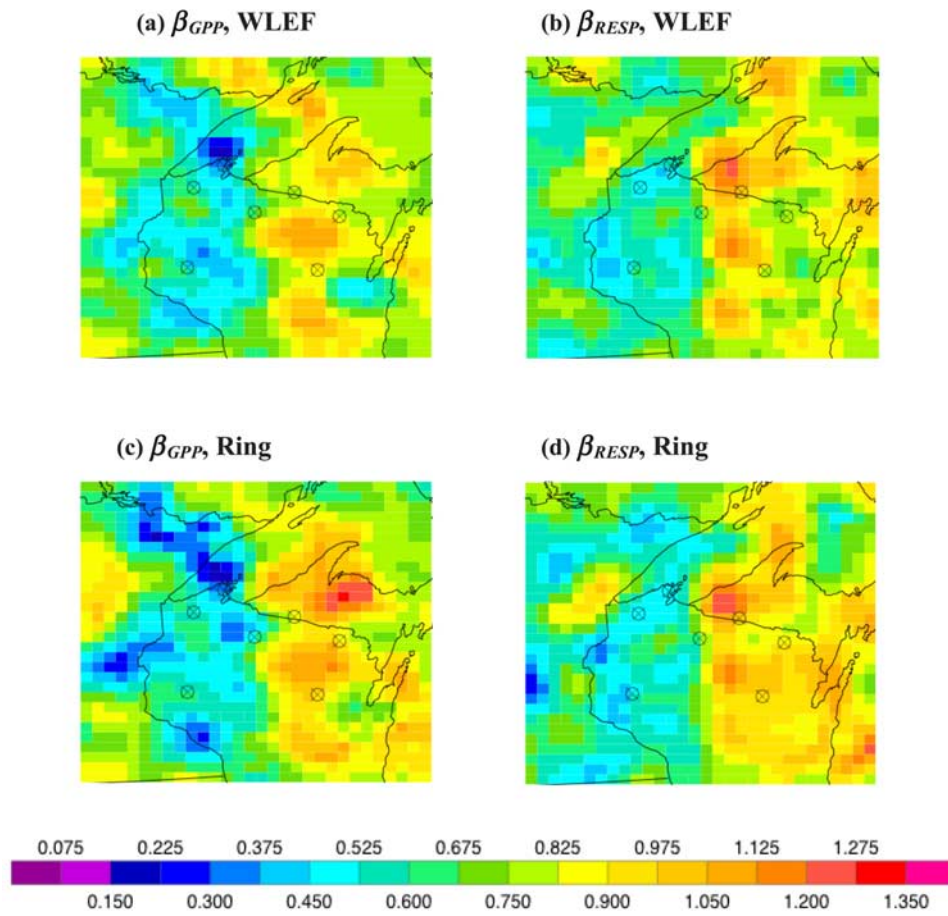 (a) βGPP, WLEF
(b) βRESP, WLEF
(c) βGPP, Ring
(d) βRESP, Ring
0.075 0.225 0.375 0.525 0.675 0.825 0.975 1.125 1.275
0.150 0.300 0.450 0.600 0.750 0.900 1.050 1.200 1.350